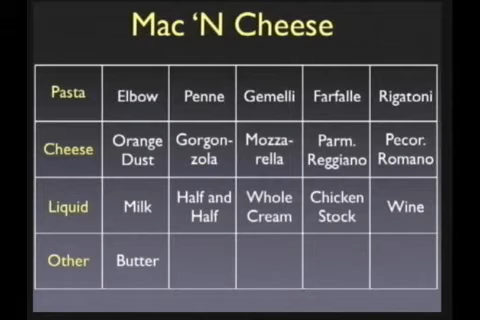 Mac ‘N Cheese
Pasta Elbow Penne Gemelli Farfalle Rigatoni
Cheese Orange Dust Gorgon-zola Mozza-rella Parm. Reggiano Pecor. Romano
Liquid Milk Half and Half Whole Cream Chicken Stock Wine
Other Butter